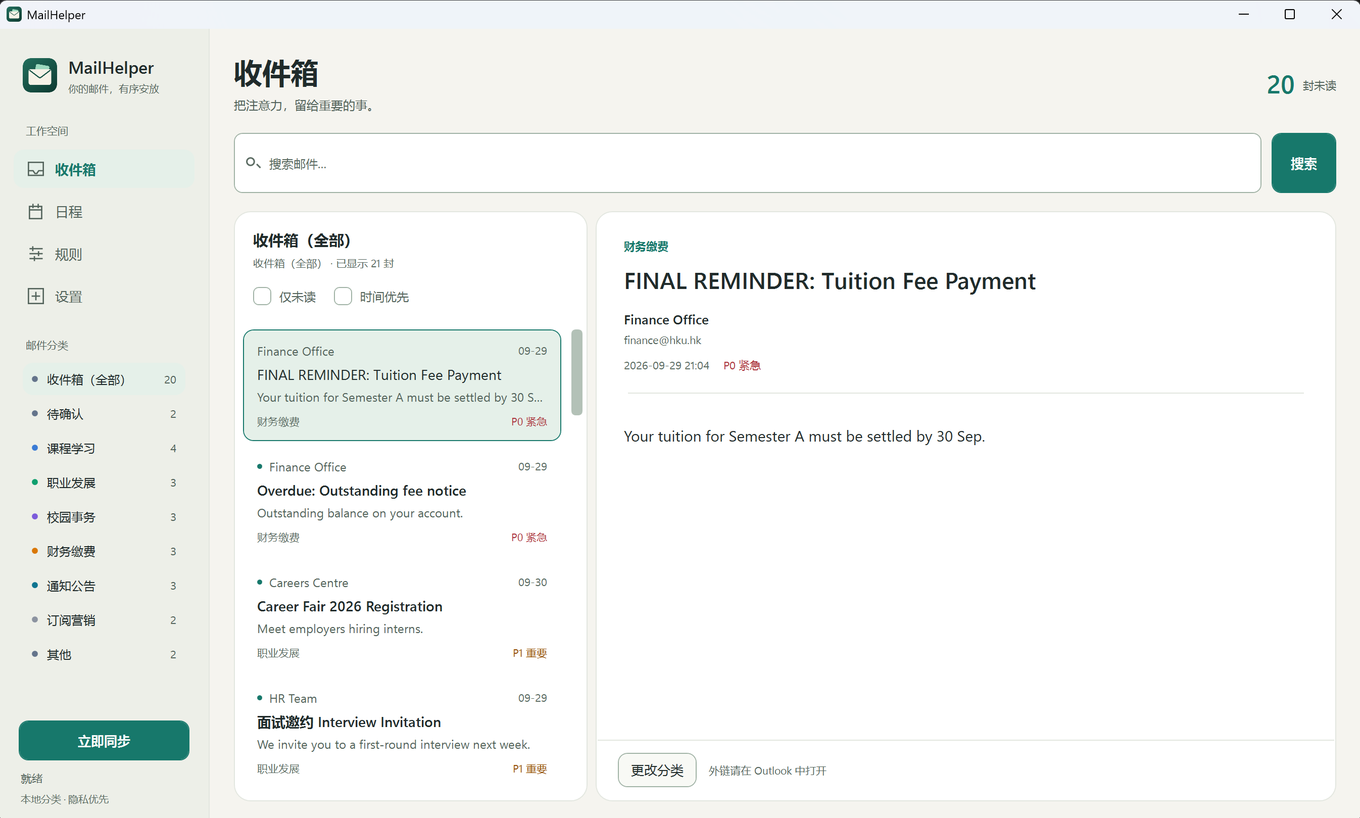 MailHelper
MailHelper
你的邮件，有序安放
工作空间
收件箱
日程
规则
设置
邮件分类
收件箱（全部） 20
待确认 2
课程学习 4
职业发展 3
校园事务 3
财务缴费 3
通知公告 3
订阅营销 2
其他 2
立即同步
就绪
本地分类 · 隐私优先
收件箱
把注意力，留给重要的事。
20 封未读
搜索邮件...
搜索
收件箱（全部）
收件箱（全部） · 已显示 21 封
仅未读 时间优先
Finance Office 09-29
FINAL REMINDER: Tuition Fee Payment
Your tuition for Semester A must be settled by 30 S...
财务缴费 P0 紧急
Finance Office 09-29
Overdue: Outstanding fee notice
Outstanding balance on your account.
财务缴费 P0 紧急
Careers Centre 09-30
Career Fair 2026 Registration
Meet employers hiring interns.
职业发展 P1 重要
HR Team 09-29
面试邀约 Interview Invitation
We invite you to a first-round interview next week.
职业发展 P1 重要
财务缴费
FINAL REMINDER: Tuition Fee Payment
Finance Office
finance@hku.hk
2026-09-29 21:04 P0 紧急
Your tuition for Semester A must be settled by 30 Sep.
更改分类 外链请在 Outlook 中打开